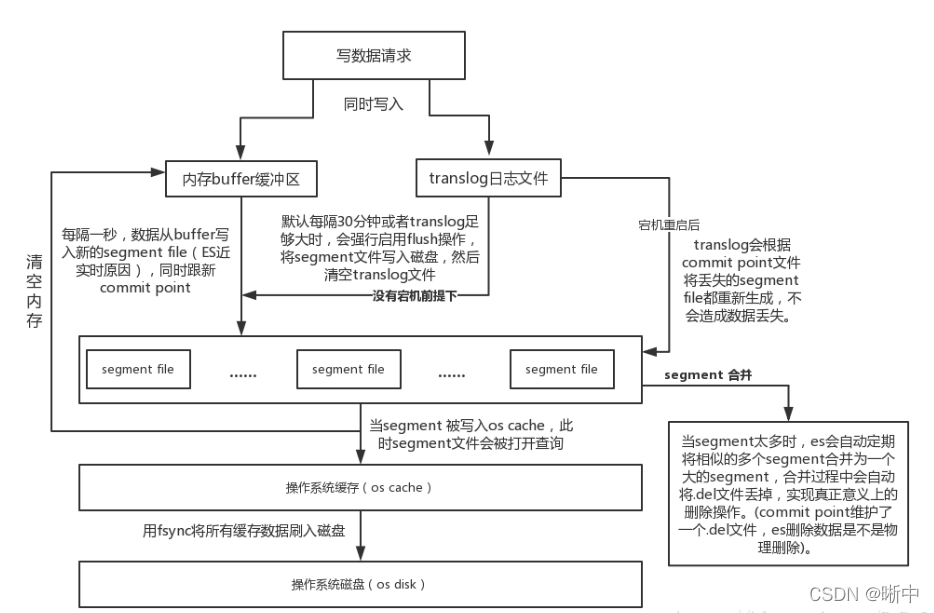 写数据请求
同时写入
内存buffer缓冲区
translog日志文件
每隔一秒，数据从buffer写
入新的segment file（ES近
实时原因），同时跟新
commit point
默认每隔30分钟或者translog足
够大时，会强行启用flush操作，
将segment文件写入磁盘，然后
清空translog文件
没有宕机前提下
宕机重启后
translog会根据
commit point文件
将丢失的segment
file都重新生成，不
会造成数据丢失。
清空内存
segment file
......
segment file
......
segment file
segment 合并
当segment 被写入os cache，此
时segment文件会被打开查询
当segment太多时，es会自动定期
将相似的多个segment合并为一个
大的segment，合并过程中会自动
将.del文件丢掉，实现真正意义上的
删除操作。(commit point维护了
一个.del文件，es删除数据是不是物
理删除)。
操作系统缓存（os cache）
用fsync将所有缓存数据刷入磁盘
操作系统磁盘（os disk）
CSDN @晰中